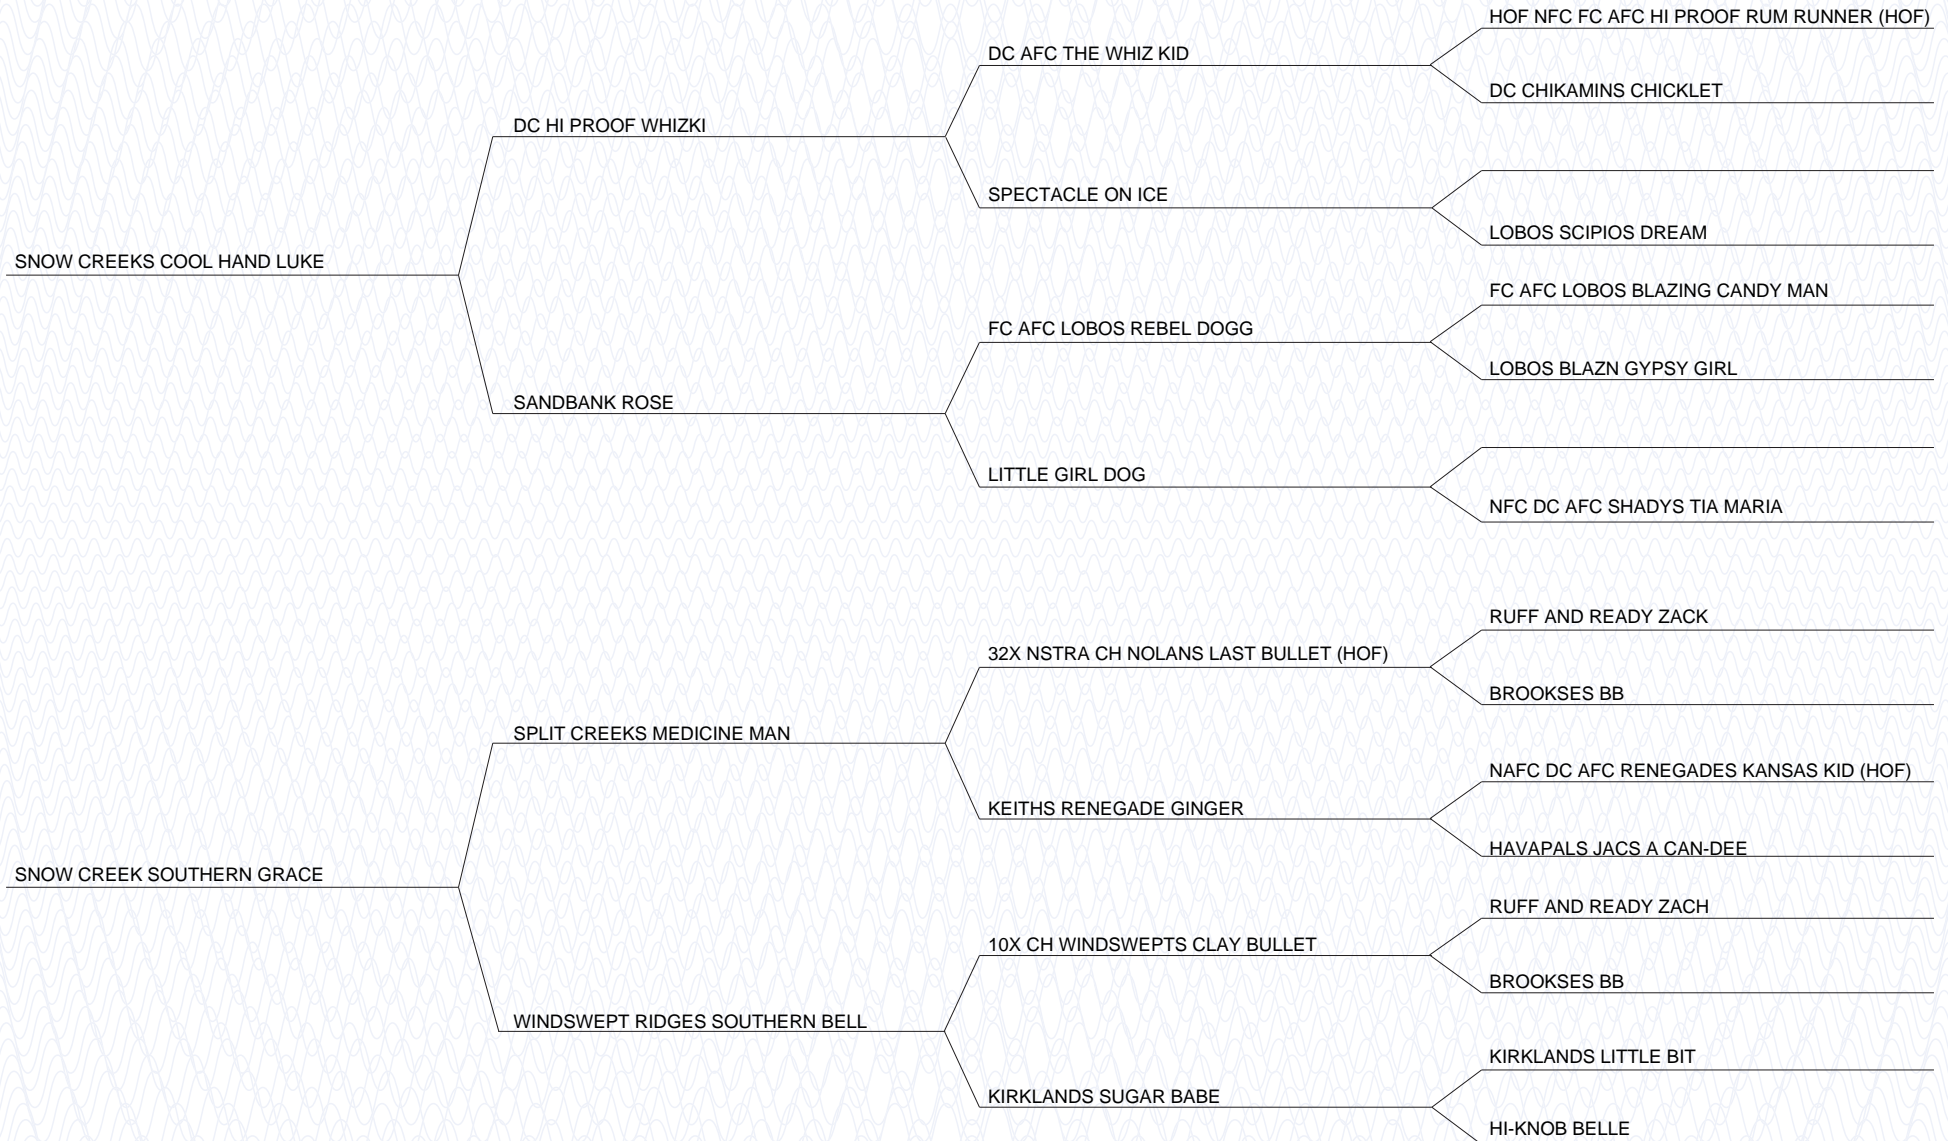 HOF NFC FC AFC HI PROOF RUM RUNNER (HOF)
DC AFC THE WHIZ KID
DC CHIKAMINS CHICKLET
DC HI PROOF WHIZKI
SPECTACLE ON ICE
LOBOS SCIPIOS DREAM
SNOW CREEKS COOL HAND LUKE
FC AFC LOBOS BLAZING CANDY MAN
FC AFC LOBOS REBEL DOGG
LOBOS BLAZN GYPSY GIRL
SANDBANK ROSE
LITTLE GIRL DOG
NFC DC AFC SHADYS TIA MARIA
RUFF AND READY ZACK
32X NSTRA CH NOLANS LAST BULLET (HOF)
BROOKSES BB
SPLIT CREEKS MEDICINE MAN
NAFC DC AFC RENEGADES KANSAS KID (HOF)
KEITHS RENEGADE GINGER
HAVAPALS JACS A CAN-DEE
SNOW CREEK SOUTHERN GRACE
RUFF AND READY ZACH
10X CH WINDSWEPTS CLAY BULLET
BROOKSES BB
WINDSWEPT RIDGES SOUTHERN BELL
KIRKLANDS LITTLE BIT
KIRKLANDS SUGAR BABE
HI-KNOB BELLE